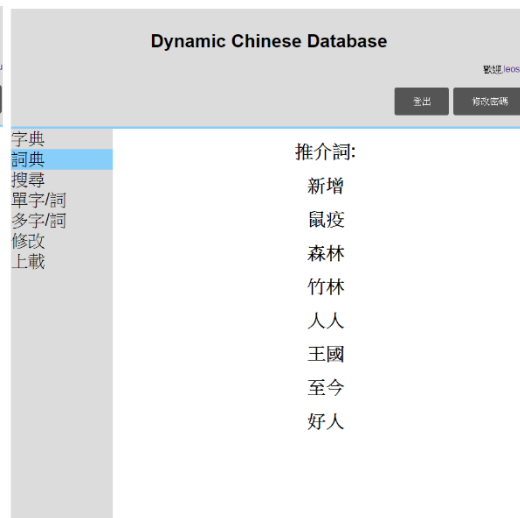 Dynamic Chinese Database
歡迎,leos
登出
修改密碼
字典
詞典
搜尋
單字/詞
多字/詞
修改
上載
推介詞:
新增
鼠疫
森林
竹林
人人
王國
至今
好人